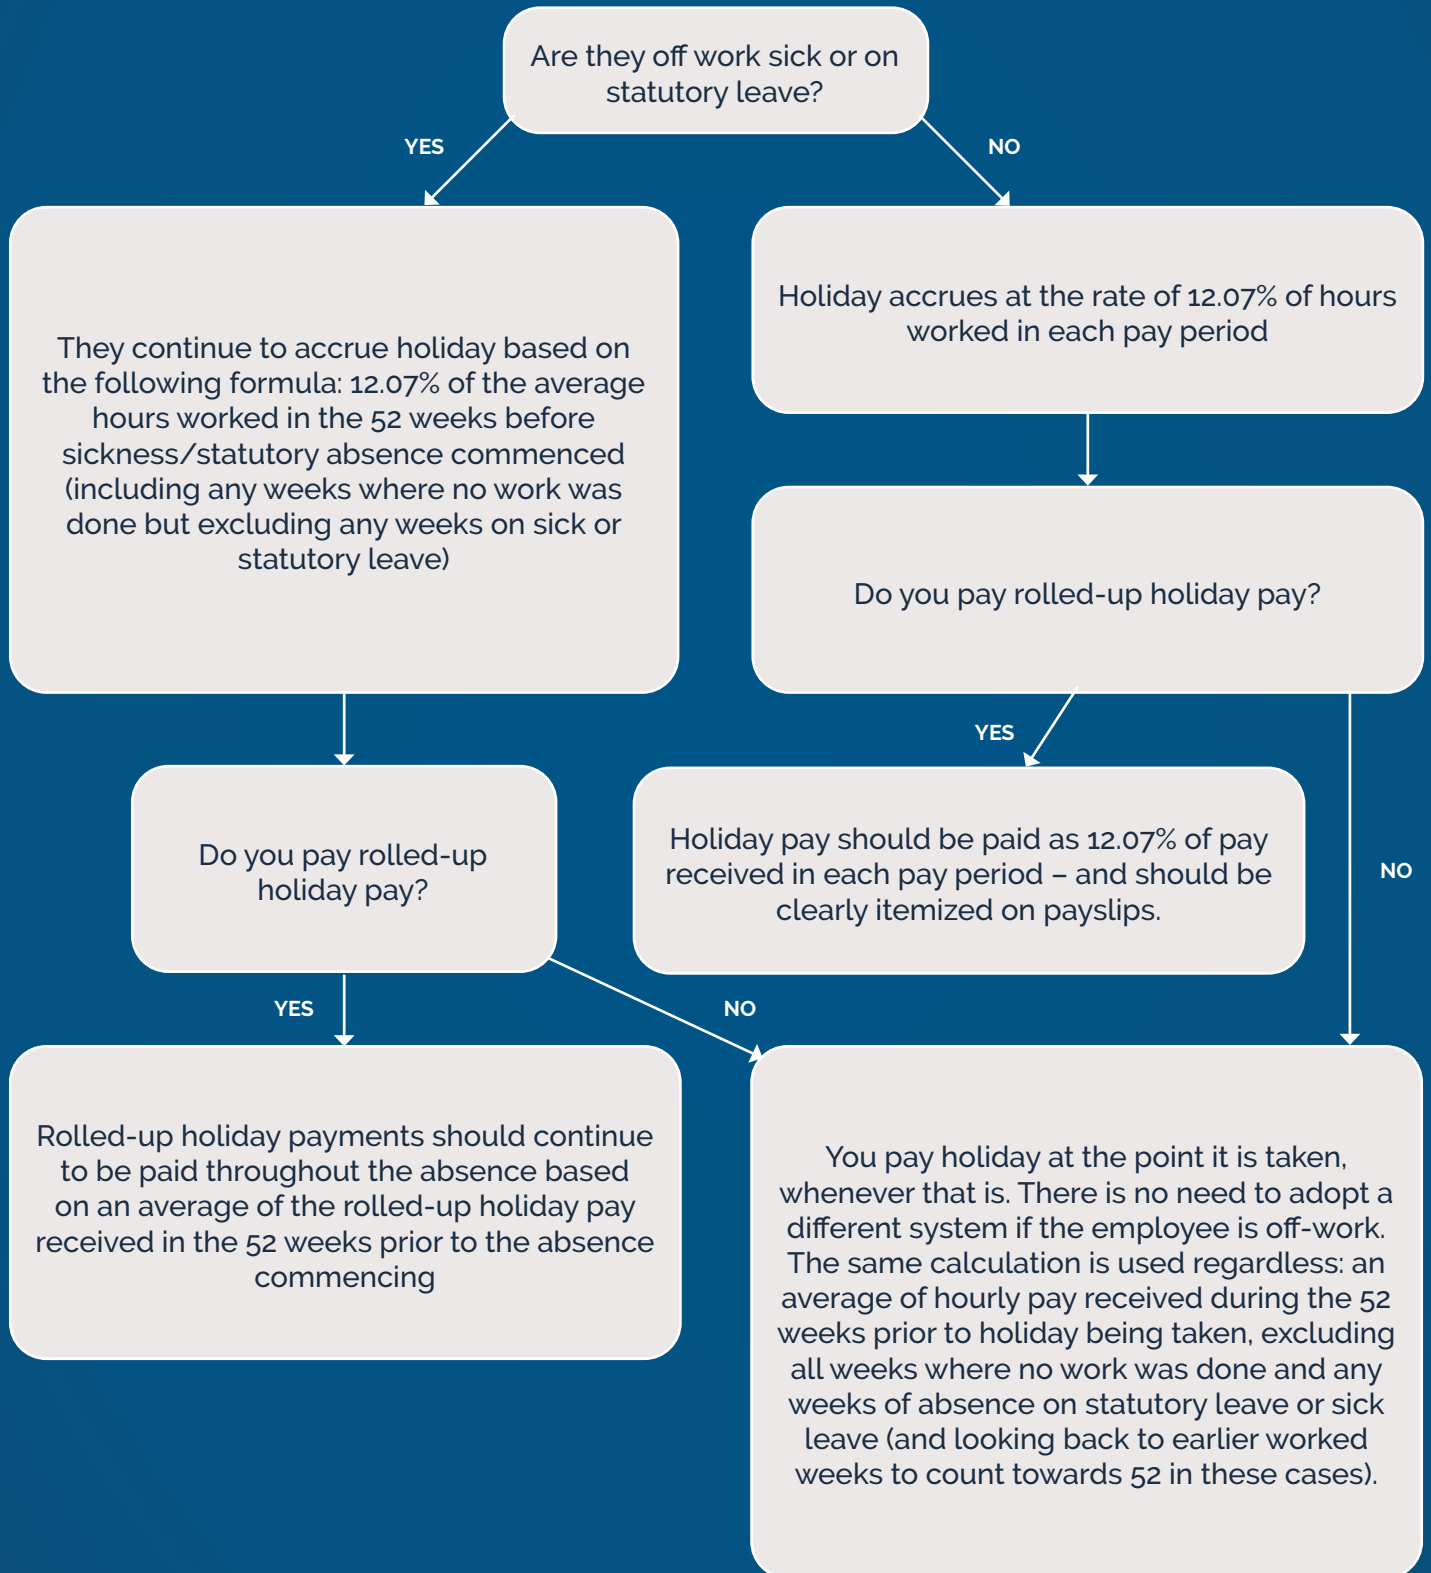 Are they off work sick or on
statutory leave?
YES
NO
They continue to accrue holiday based on
the following formula: 12.07% of the average
hours worked in the 52 weeks before
sickness/statutory absence commenced
(including any weeks where no work was
done but excluding any weeks on sick or
statutory leave)
Holiday accrues at the rate of 12.07% of hours
worked in each pay period
Do you pay rolled-up holiday pay?
YES
NO
Do you pay rolled-up
holiday pay?
Holiday pay should be paid as 12.07% of pay
received in each pay period – and should be
clearly itemized on payslips.
YES
NO
Rolled-up holiday payments should continue
to be paid throughout the absence based
on an average of the rolled-up holiday pay
received in the 52 weeks prior to the absence
commencing
You pay holiday at the point it is taken,
whenever that is. There is no need to adopt a
different system if the employee is off-work.
The same calculation is used regardless: an
average of hourly pay received during the 52
weeks prior to holiday being taken, excluding
all weeks where no work was done and any
weeks of absence on statutory leave or sick
leave (and looking back to earlier worked
weeks to count towards 52 in these cases).